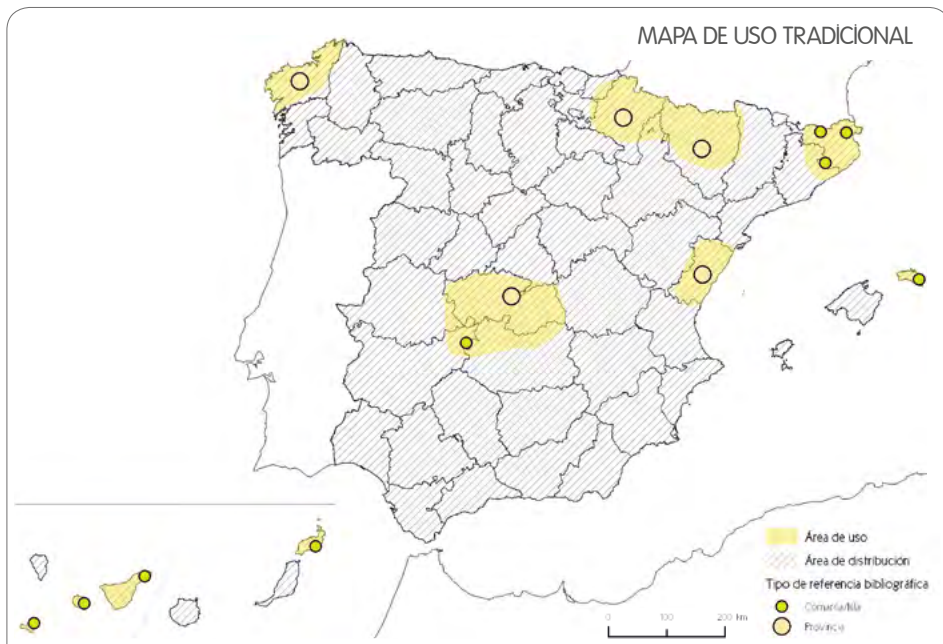 MAPA DE USO TRADICIONAL
Área de uso
Área de distribución
Tipo de referencia bibliográfica
Comarca/Isla
Provincia
0 100 200 km